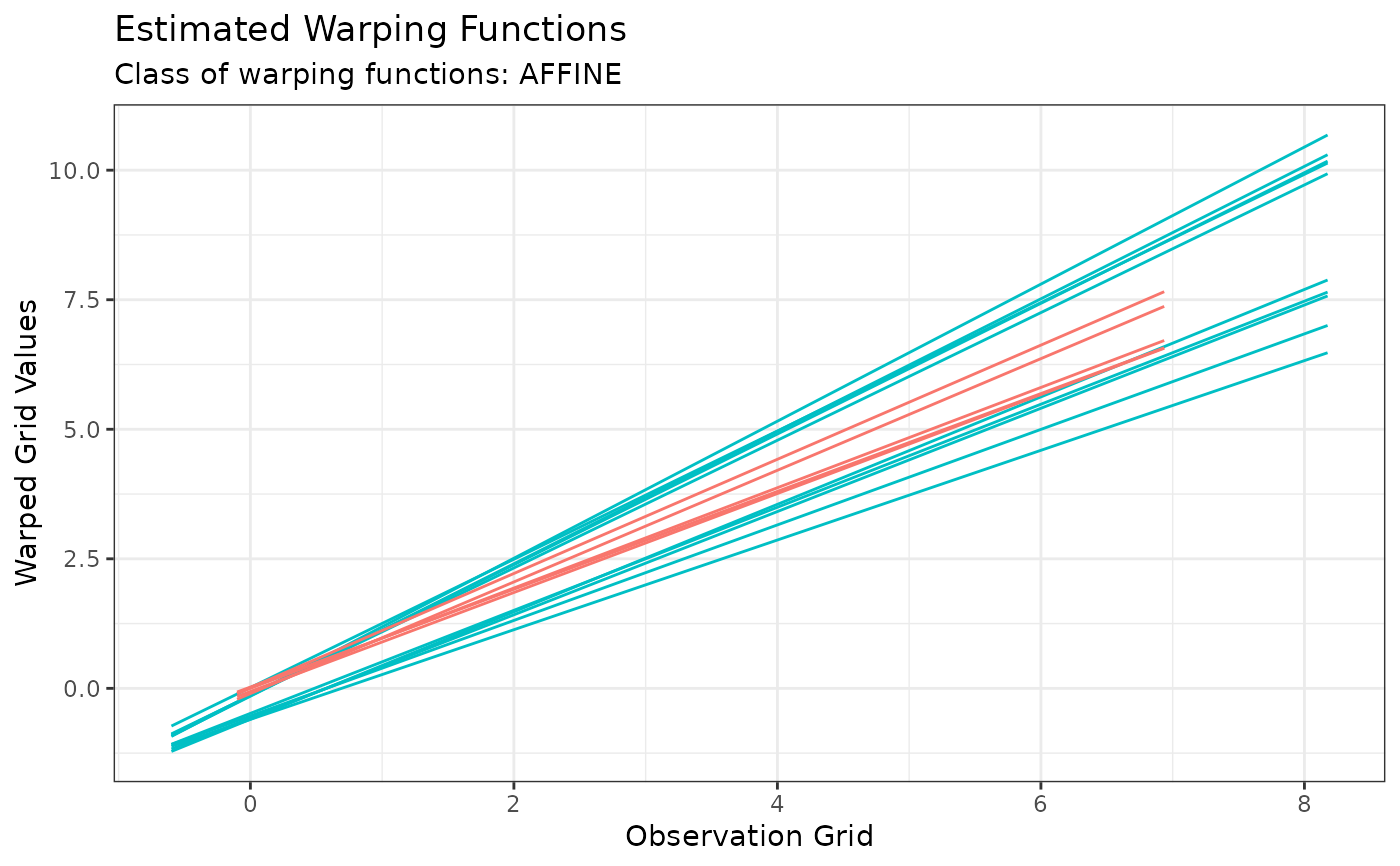 Estimated Warping Functions
Class of warping functions: AFFINE
Warped Grid Values
10.0
7.5
5.0
2.5
0.0
0 2 4 6 8
Observation Grid